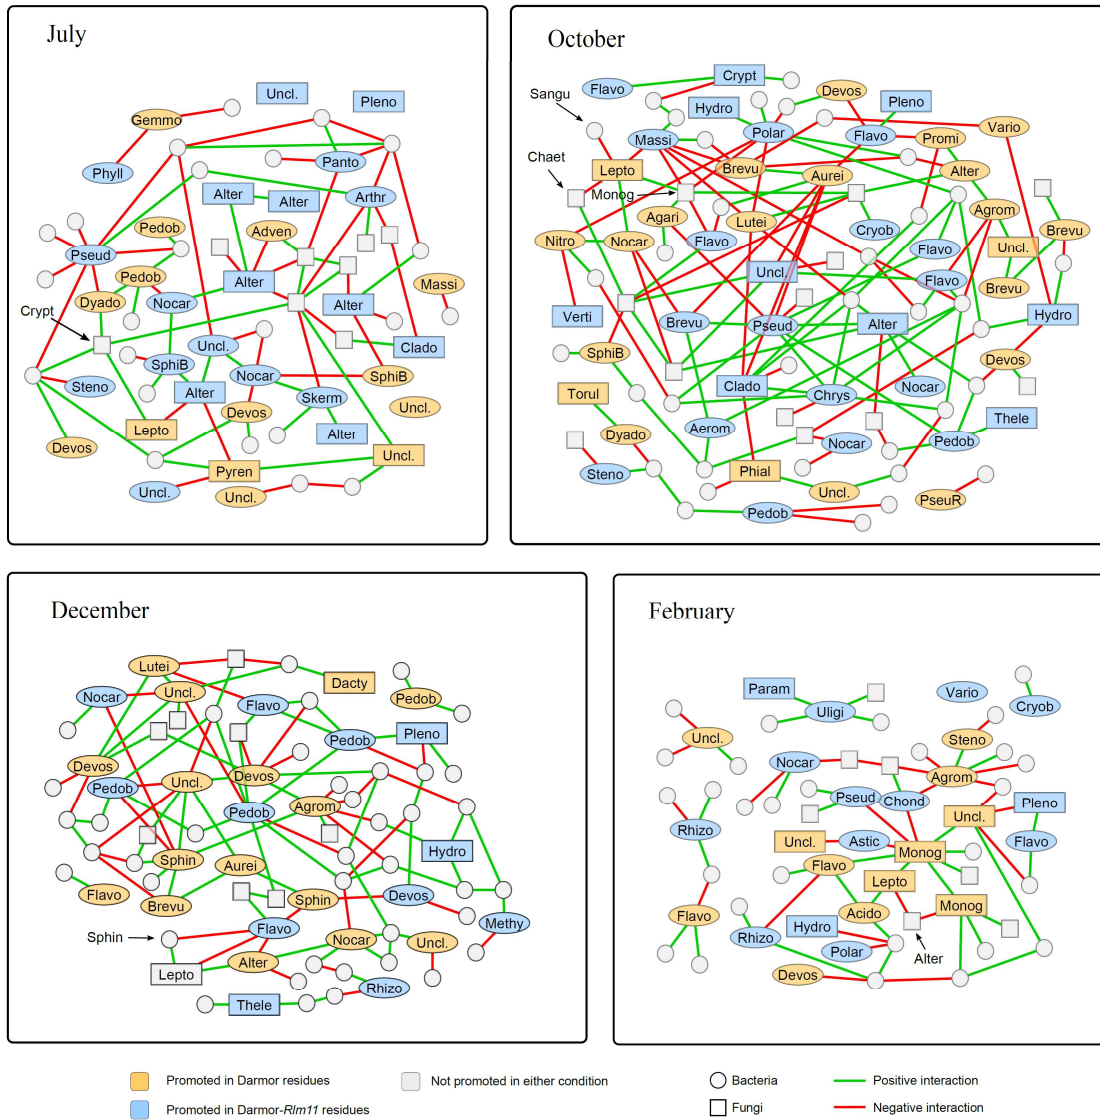 July
Uncl.
Pleno
Gemmo
Phyll
Panto
Alter
Alter
Arthr
Pedob
Adven
Pseud
Pedob
Dyado
Nocar
Alter
Alter
Massi
Crypt
Uncl.
Clado
SphiB
Steno
Nocar
SphiB
Alter
Skerm
Uncl.
Devos
Lepto
Alter
Devos
Uncl.
Pyren
Uncl.
Uncl.
October
Flavo
Crypt
Sangu
Devos
Hydro
Pleno
Polar
Flavo
Vario
Massi
Promi
Chaet
Lepto
Brevu
Aurei
Alter
Monog
Agari
Lutei
Agrom
Nitro
Nocar
Flavo
Cryob
Flavo
Uncl.
Brevu
Uncl.
Flavo
Brevu
Verti
Brevu
Pseud
Alter
Hydro
SphiB
Devos
Torul
Clado
Chrys
Nocar
Thele
Dyado
Aerom
Nocar
Pedob
Steno
Phial
Uncl.
PseuR
Pedob
December
Lutei
Nocar
Uncl.
Dacty
Flavo
Pedob
Pedob
Pleno
Devos
Pedob
Uncl.
Devos
Pedob
Agrom
Sphin
Aurei
Hydro
Flavo
Brevu
Sphin
Devos
Flavo
Methy
Sphin
Nocar
Uncl.
Lepto
Alter
Rhizo
Thele
February
Param
Vario
Uligi
Cryob
Uncl.
Steno
Nocar
Agrom
Pseud
Chond
Pleno
Uncl.
Rhizo
Uncl.
Astic
Monog
Flavo
Flavo
Lepto
Monog
Flavo
Acido
Hydro
Rhizo
Polar
Alter
Devos
Promoted in Darmor residues
Not promoted in either condition
Bacteria
Positive interaction
Promoted in Darmor-Rlm11 residues
Fungi
Negative interaction